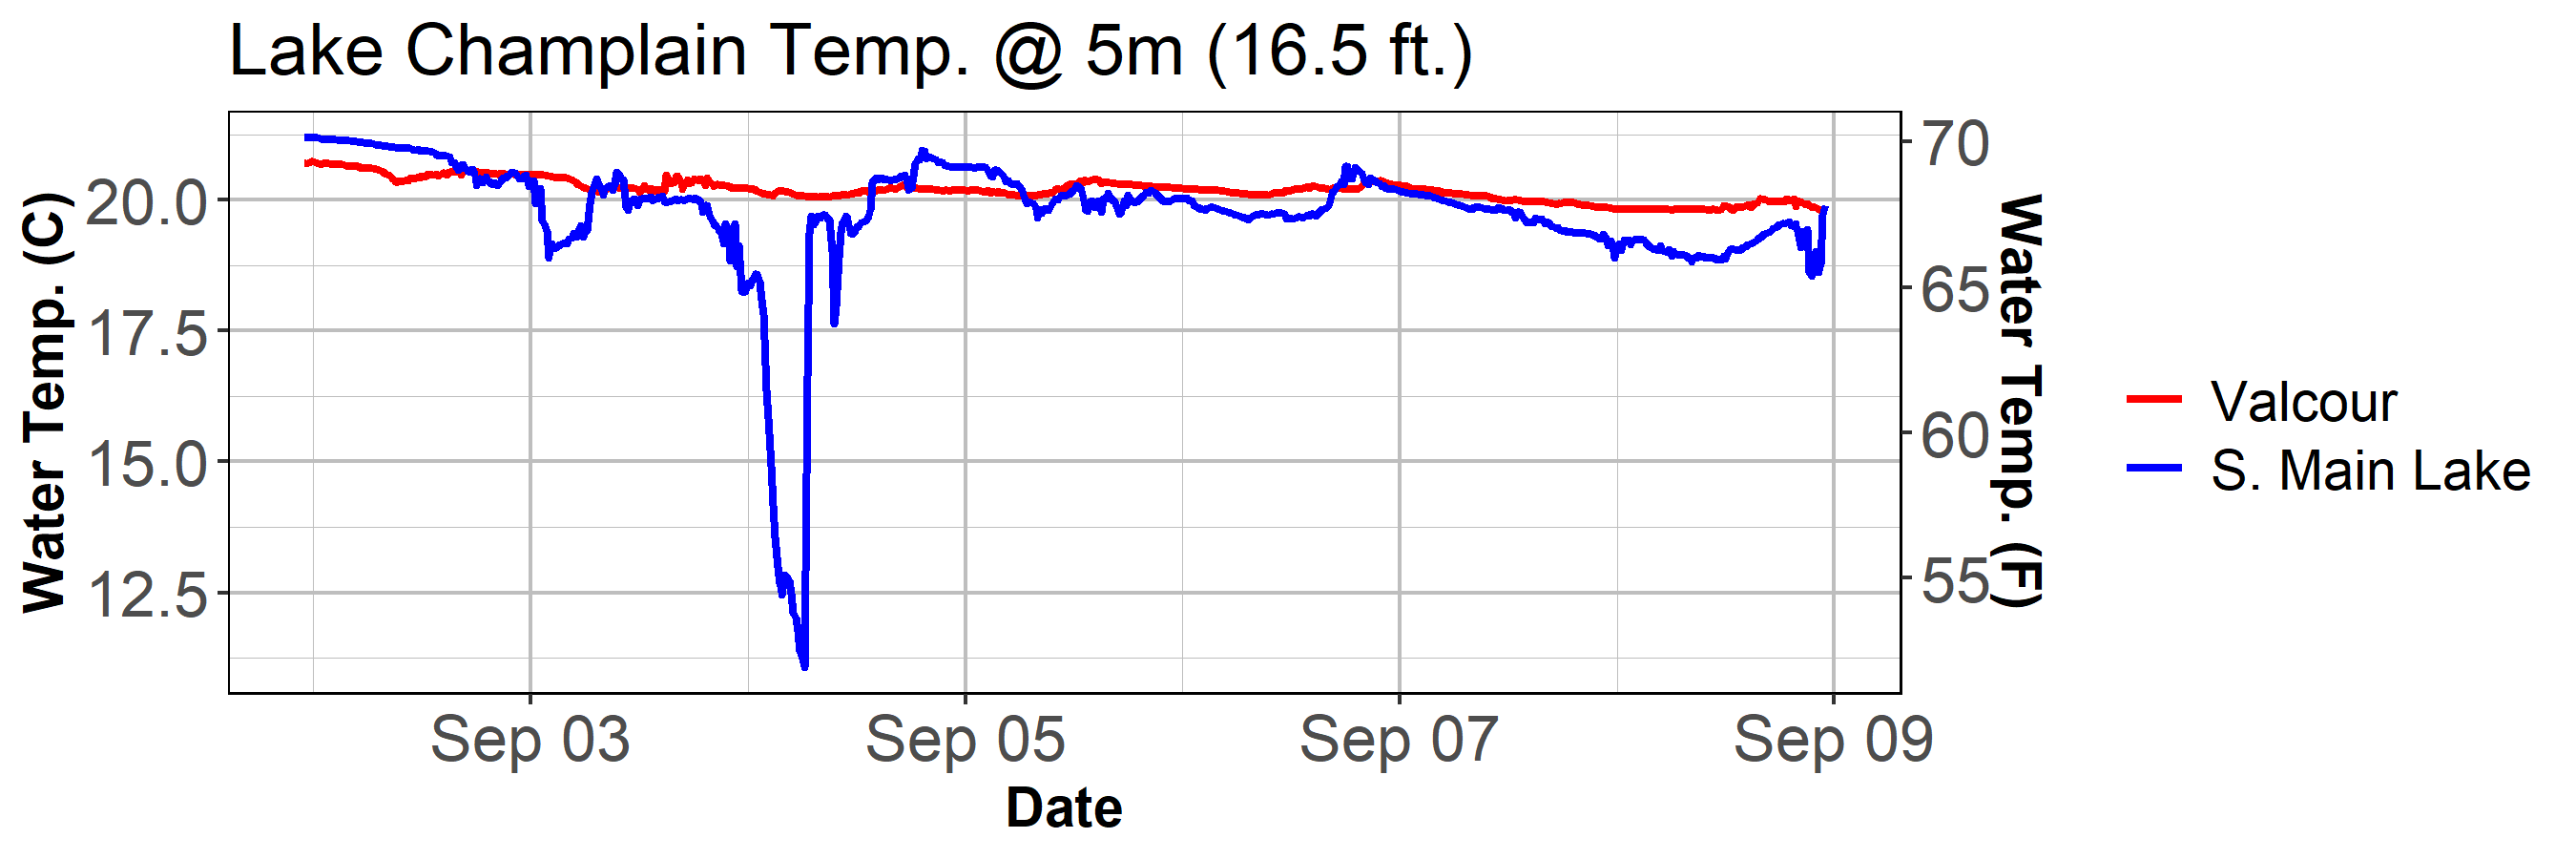 Lake Champlain Temp. @ 5m (16.5 ft.)
Water Temp. (C)
20.0
17.5
15.0
12.5
70
65
60
55
Water Temp. (F)
Sep 03
Sep 05
Sep 07
Sep 09
Date
Valcour
S. Main Lake